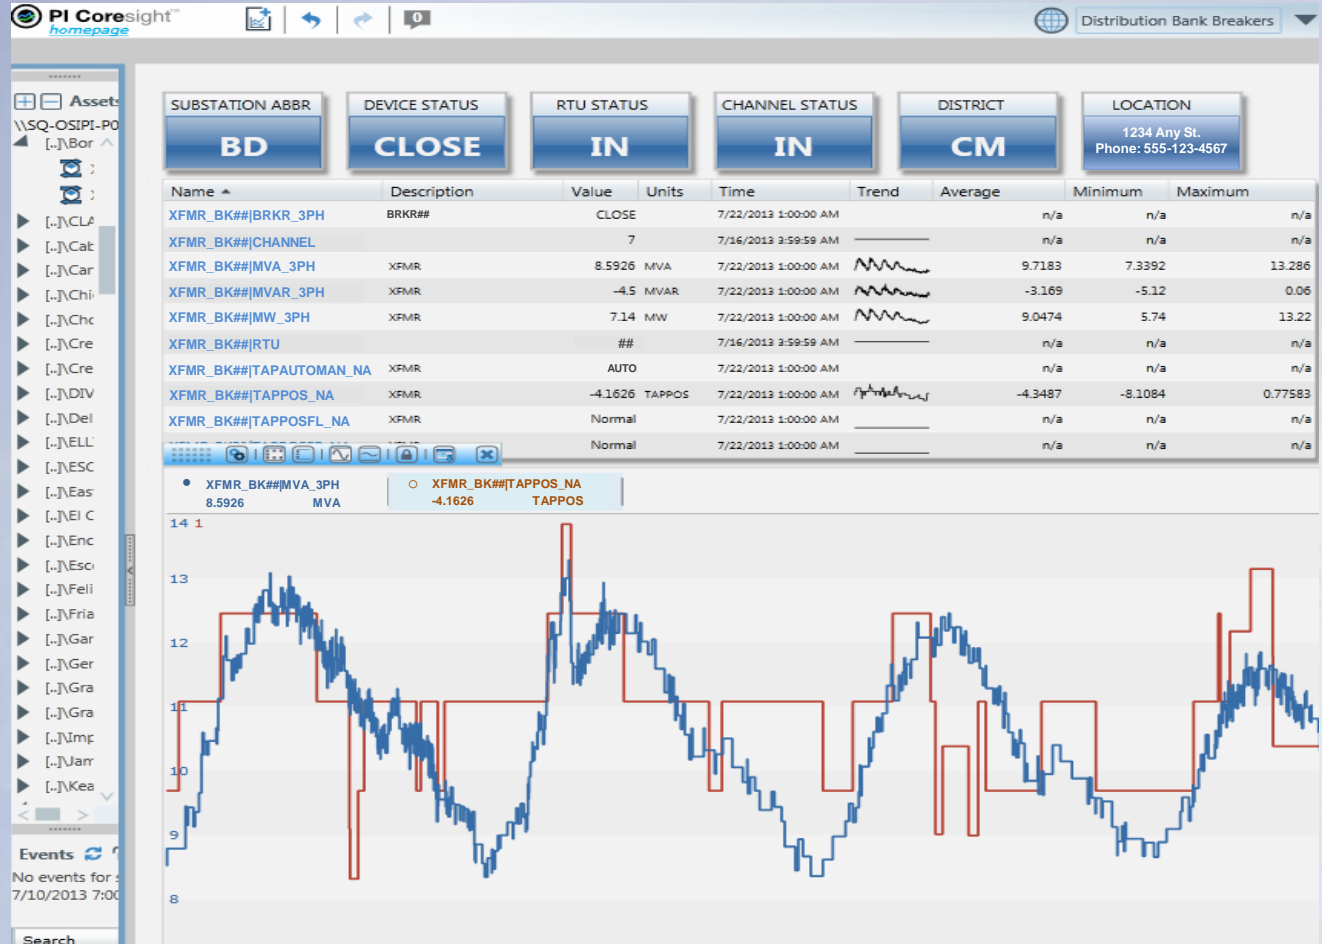 PI Coresight™
homepage
0
Distribution Bank Breakers
Assets
\\SQ-OSIPI-P0
[..]\Bor
[..]\CLA
[..]\Cat
[..]\Car
[..]\Chi
[..]\Chc
[..]\Cre
[..]\Cre
[..]\DIV
[..]\Del
[..]\ELL
[..]\ESC
[..]\Eas
[..]\El C
[..]\Enc
[..]\Esc
[..]\Feli
[..]\Fria
[..]\Gar
[..]\Ger
[..]\Gra
[..]\Gra
[..]\Imp
[..]\Jam
[..]\Kea
Events
No events for s
7/10/2013 7:00
Search
SUBSTATION ABBR
BD
DEVICE STATUS
CLOSE
RTU STATUS
IN
CHANNEL STATUS
IN
DISTRICT
CM
LOCATION
1234 Any St.
Phone: 555-123-4567
Name Description Value Units Time Trend Average Minimum Maximum
XFMR_BK##|BRKR_3PH BRKR## CLOSE 7/22/2013 1:00:00 AM n/a n/a n/a
XFMR_BK##|CHANNEL 7 7/16/2013 3:59:59 AM n/a n/a n/a
XFMR_BK##|MVA_3PH XFMR 8.5926 MVA 7/22/2013 1:00:00 AM 9.7183 7.3392 13.286
XFMR_BK##|MVAR_3PH XFMR -4.5 MVAR 7/22/2013 1:00:00 AM -3.169 -5.12 0.06
XFMR_BK##|MW_3PH XFMR 7.14 MW 7/22/2013 1:00:00 AM 9.0474 5.74 13.22
XFMR_BK##|RTU ## 7/16/2013 3:59:59 AM n/a n/a n/a
XFMR_BK##|TAPAUTOMAN_NA XFMR AUTO 7/22/2013 1:00:00 AM n/a n/a n/a
XFMR_BK##|TAPPOS_NA XFMR -4.1626 TAPPOS 7/22/2013 1:00:00 AM -4.3487 -8.1084 0.77583
XFMR_BK##|TAPPOSFL_NA XFMR Normal 7/22/2013 1:00:00 AM n/a n/a n/a
Normal 7/22/2013 1:00:00 AM n/a n/a n/a
XFMR_BK##|MVA_3PH
8.5926 MVA
XFMR_BK##|TAPPOS_NA
-4.1626 TAPPOS
14 1
13
12
11
10
9
8